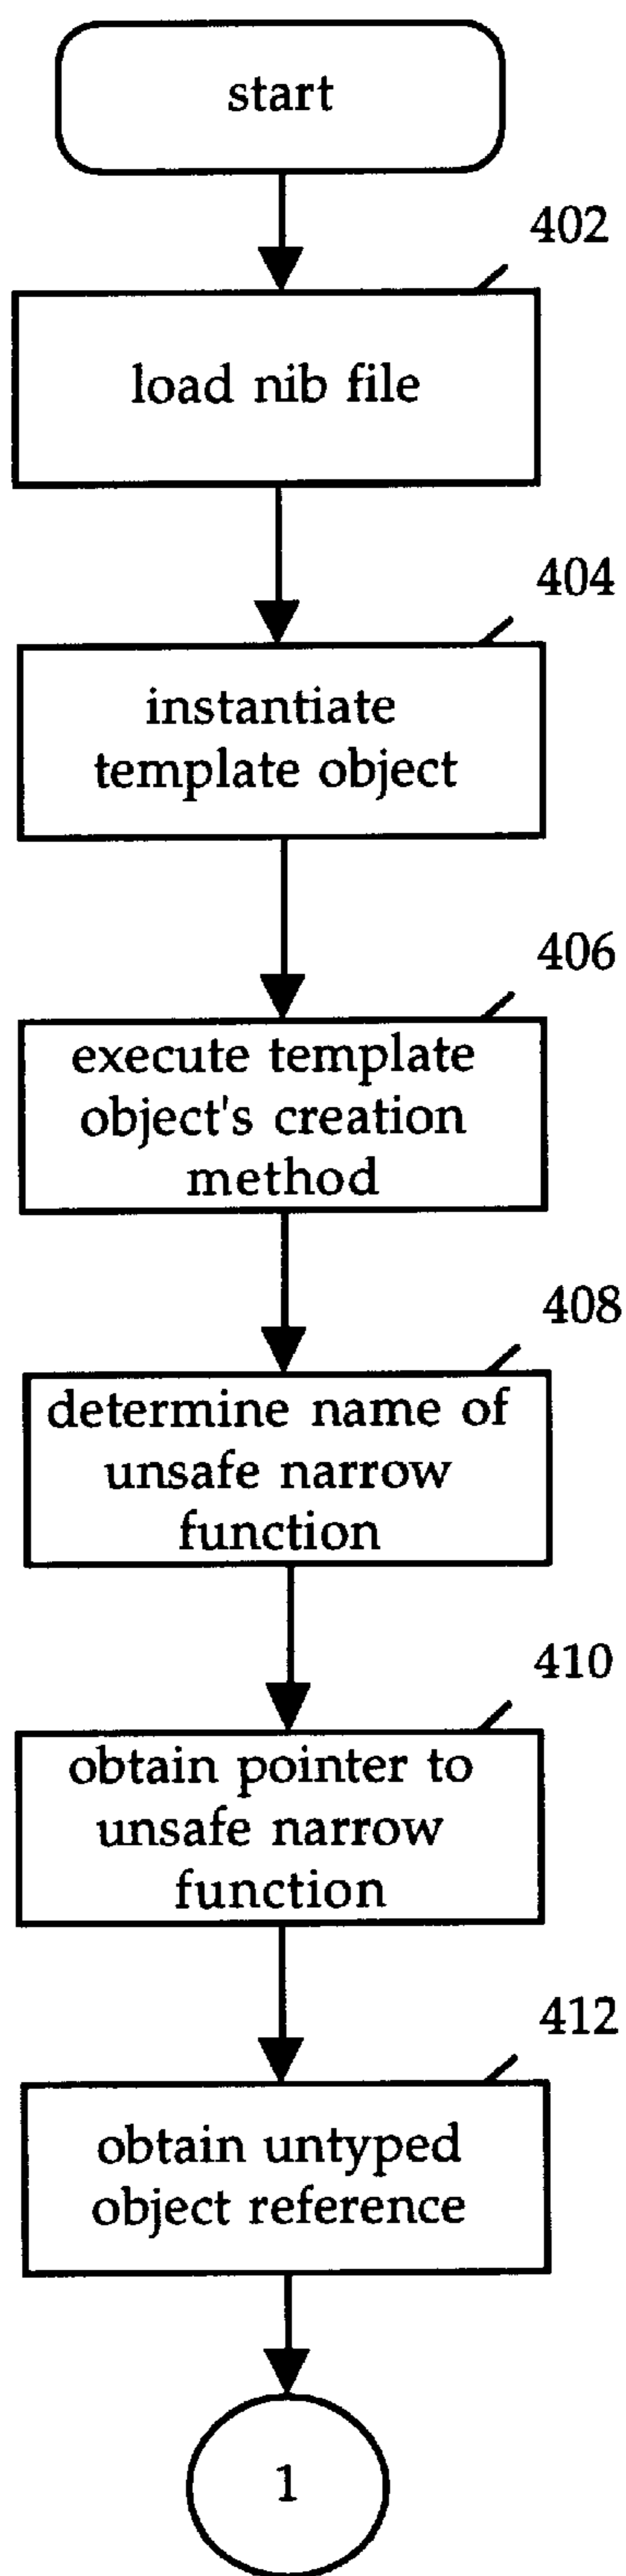 start
402
load nib file
404
instantiate
template object
406
execute template
object's creation
method
408
determine name of
unsafe narrow
function
410
obtain pointer to
unsafe narrow
function
412
obtain untyped
object reference
1